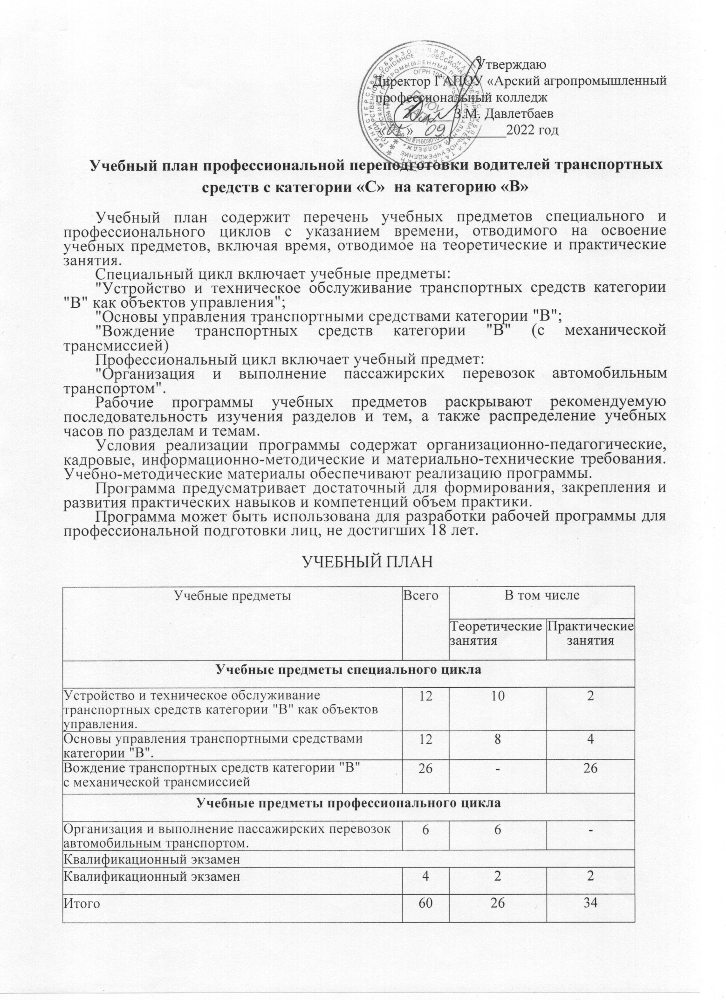 Утверждаю
Директор ГАПОУ «Арский агропромышленный
профессиональный колледж
З.М. Давлетбаев
«01» 09 2022 год
Учебный план профессиональной переподготовки водителей транспортных
средств с категории «С» на категорию «В»
Учебный план содержит перечень учебных предметов специального и
профессионального циклов с указанием времени, отводимого на освоение
учебных предметов, включая время, отводимое на теоретические и практические
занятия.
Специальный цикл включает учебные предметы:
"Устройство и техническое обслуживание транспортных средств категории
"В" как объектов управления";
"Основы управления транспортными средствами категории "В";
"Вождение транспортных средств категории "В" (с механической
трансмиссией)
Профессиональный цикл включает учебный предмет:
"Организация и выполнение пассажирских перевозок автомобильным
транспортом".
Рабочие программы учебных предметов раскрывают рекомендуемую
последовательность изучения разделов и тем, а также распределение учебных
часов по разделам и темам.
Условия реализации программы содержат организационно-педагогические,
кадровые, информационно-методические и материально-технические требования.
Учебно-методические материалы обеспечивают реализацию программы.
Программа предусматривает достаточный для формирования, закрепления и
развития практических навыков и компетенций объем практики.
Программа может быть использована для разработки рабочей программы для
профессиональной подготовки лиц, не достигших 18 лет.
УЧЕБНЫЙ ПЛАН
Учебные предметы Всего В том числе
Теоретические Практические
занятия занятия
Учебные предметы специального цикла
Устройство и техническое обслуживание 12 10 2
транспортных средств категории "В" как объектов
управления.
Основы управления транспортными средствами 12 8 4
категории "В".
Вождение транспортных средств категории "В" 26 - 26
с механической трансмиссией
Учебные предметы профессионального цикла
Организация и выполнение пассажирских перевозок 6 6 -
автомобильным транспортом.
Квалификационный экзамен
Квалификационный экзамен 4 2 2
Итого 60 26 34